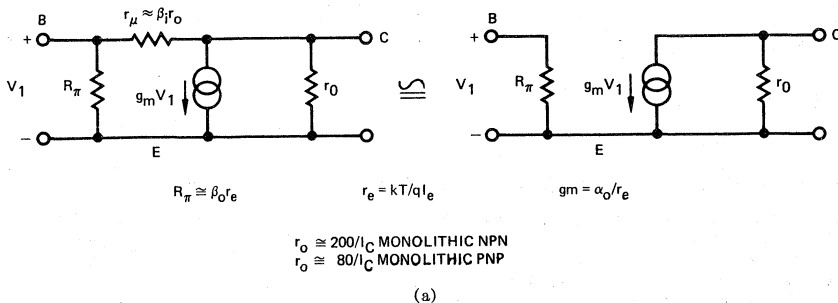 r_μ ≈ β_i r_o
B
C
+
V_1
R_π
g_m V_1
r_0
−
E
≅
B
C
+
V_1
R_π
g_m V_1
r_0
−
E
R_π ≅ β_o r_e
r_e = kT/qI_e
gm = α_o/r_e
r_o ≅ 200/I_C MONOLITHIC NPN
r_o ≅ 80/I_C MONOLITHIC PNP
(a)